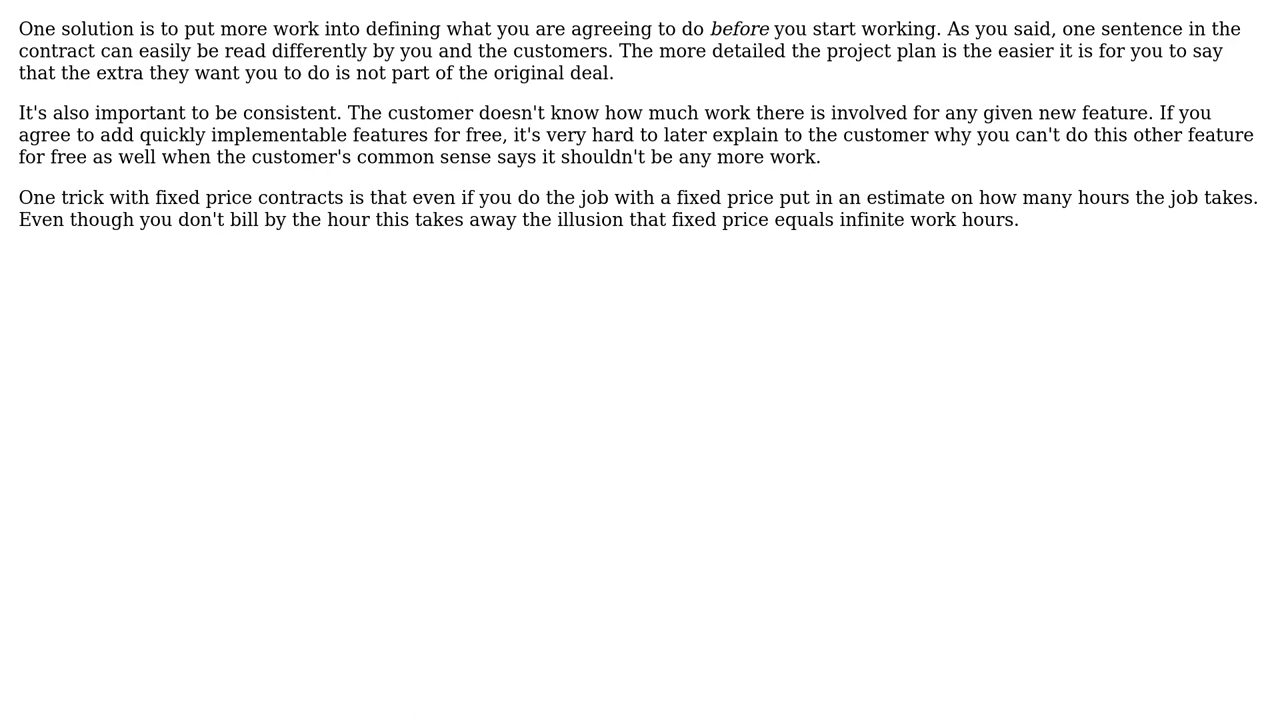 One solution is to put more work into defining what you are agreeing to do before you start working. As you said, one sentence in the
contract can easily be read differently by you and the customers. The more detailed the project plan is the easier it is for you to say
that the extra they want you to do is not part of the original deal.
It's also important to be consistent. The customer doesn't know how much work there is involved for any given new feature. If you
agree to add quickly implementable features for free, it's very hard to later explain to the customer why you can't do this other feature
for free as well when the customer's common sense says it shouldn't be any more work.
One trick with fixed price contracts is that even if you do the job with a fixed price put in an estimate on how many hours the job takes.
Even though you don't bill by the hour this takes away the illusion that fixed price equals infinite work hours.